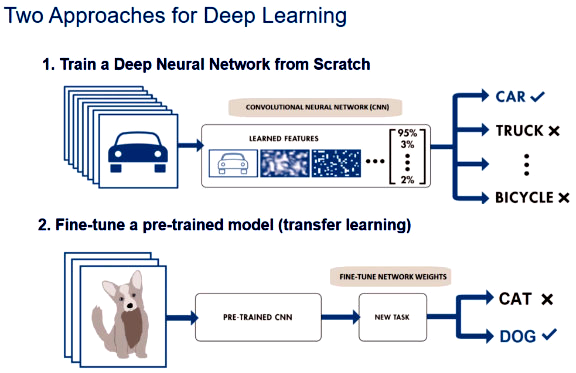 Two Approaches for Deep Learning
1. Train a Deep Neural Network from Scratch
CONVOLUTIONAL NEURAL NETWORK (CNN)
LEARNED FEATURES
95%
3%
2%
CAR ✓
TRUCK ×
BICYCLE ×
2. Fine-tune a pre-trained model (transfer learning)
FINE-TUNE NETWORK WEIGHTS
PRE-TRAINED CNN
NEW TASK
CAT ×
DOG ✓